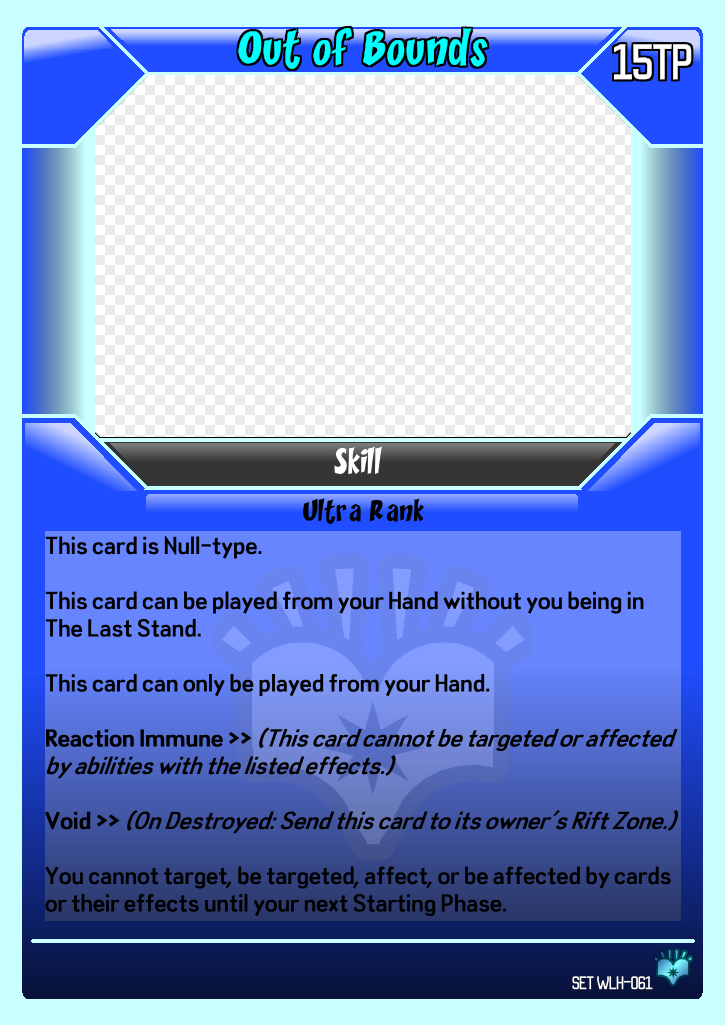 Out of Bounds
15TP
Skill
Ultra Rank
This card is Null-type.
This card can be played from your Hand without you being in
The Last Stand.
This card can only be played from your Hand.
Reaction Immune >> (This card cannot be targeted or affected
by abilities with the listed effects.)
Void >> (On Destroyed: Send this card to its owner's Rift Zone.)
You cannot target, be targeted, affect, or be affected by cards
or their effects until your next Starting Phase.
SET WLH-061